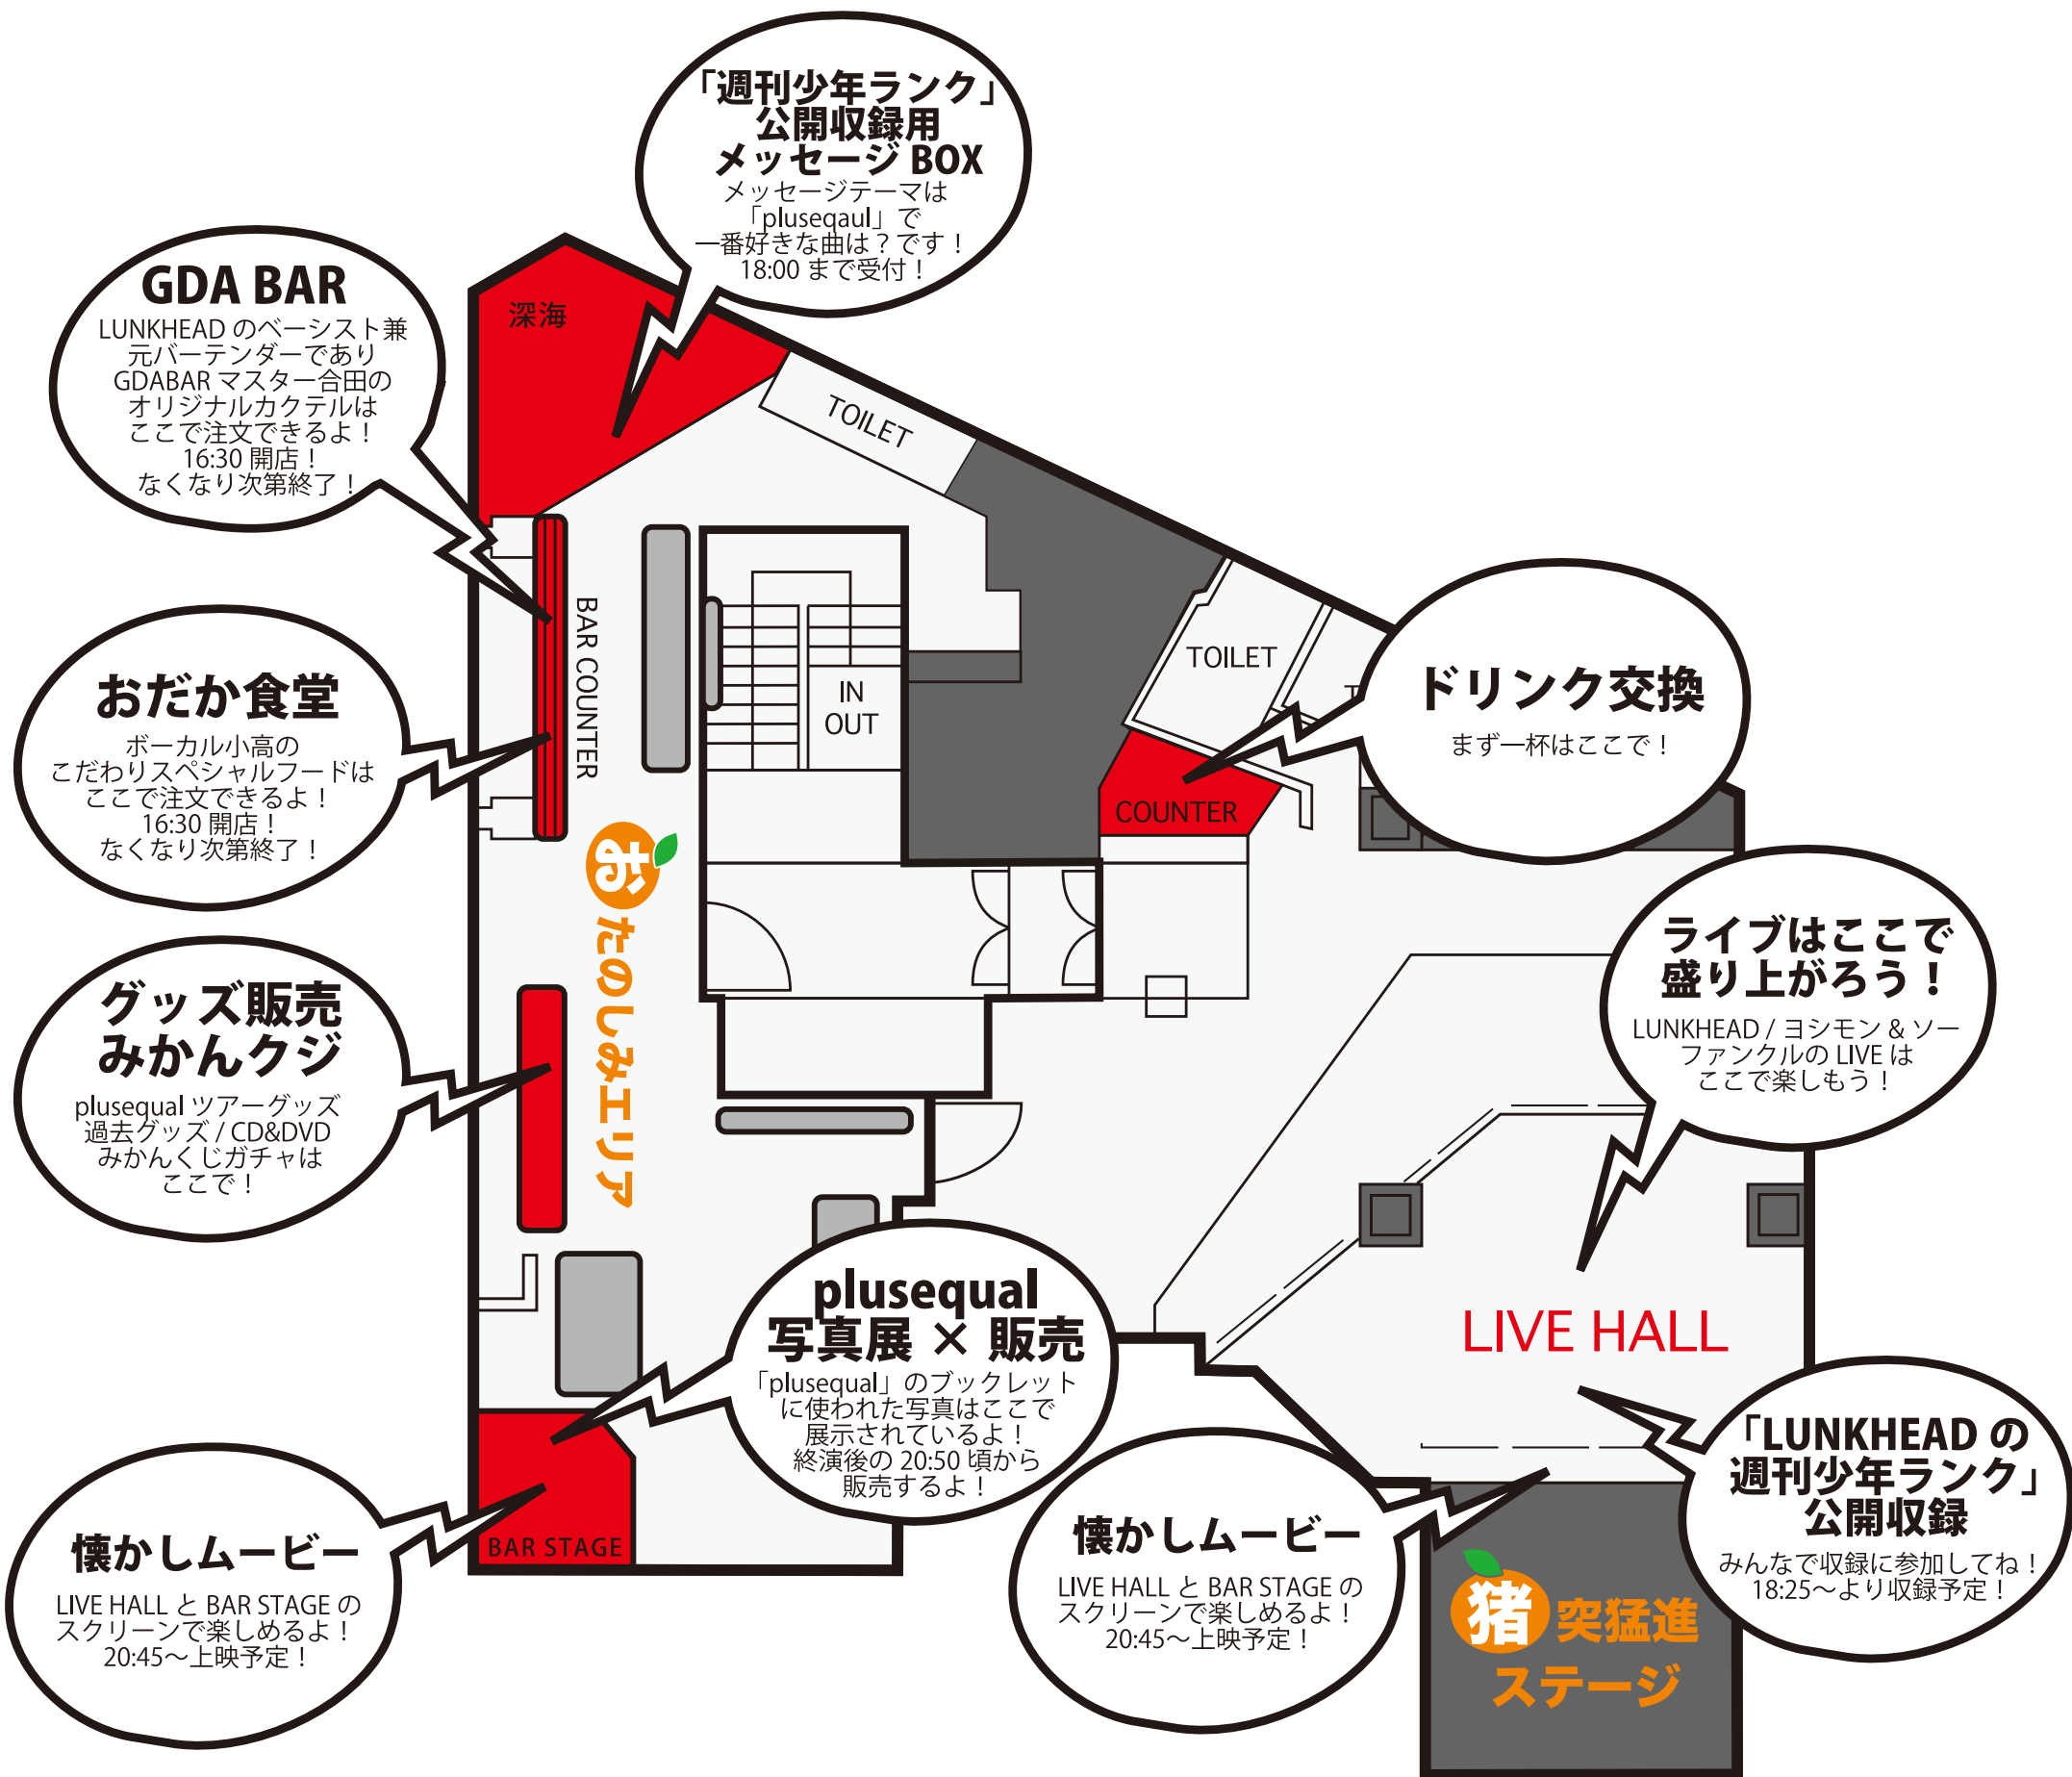 「週刊少年ランク」
公開収録用
メッセージ BOX
メッセージテーマは
「pluseqaul」で
一番好きな曲は？です！
18:00 まで受付！
GDA BAR
LUNKHEAD のベーシスト兼
元バーテンダーであり
GDABAR マスター合田の
オリジナルカクテルは
ここで注文できるよ！
16:30 開店！
なくなり次第終了！
深海
TOILET
BAR COUNTER
IN
OUT
TOILET
COUNTER
ドリンク交換
まず一杯はここで！
おだか食堂
ボーカル小高の
こだわりスペシャルフードは
ここで注文できるよ！
16:30 開店！
なくなり次第終了！
おたのしみエリア
ライブはここで
盛り上がろう！
LUNKHEAD / ヨシモン & ソー
ファンクルの LIVE は
ここで楽しもう！
グッズ販売
みかんクジ
plusequal ツアーグッズ
過去グッズ / CD&DVD
みかんくじガチャは
ここで！
LIVE HALL
plusequal
写真展 × 販売
「plusequal」のブックレット
に使われた写真はここで
展示されているよ！
終演後の 20:50 頃から
販売するよ！
「LUNKHEAD の
週刊少年ランク」
公開収録
みんなで収録に参加してね！
18:25～より収録予定！
懐かしムービー
LIVE HALL と BAR STAGE の
スクリーンで楽しめるよ！
20:45～上映予定！
BAR STAGE
懐かしムービー
LIVE HALL と BAR STAGE の
スクリーンで楽しめるよ！
20:45～上映予定！
猪突猛進
ステージ